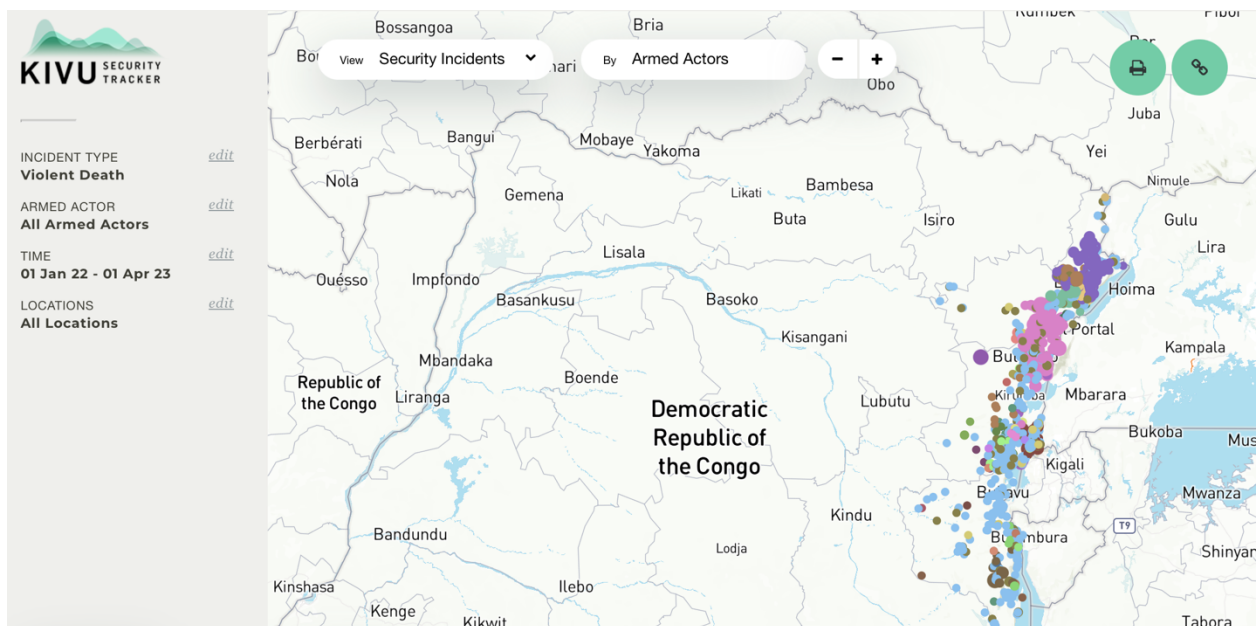 KIVU SECURITY TRACKER
View Security Incidents
By Armed Actors
− +
INCIDENT TYPE edit
Violent Death
ARMED ACTOR edit
All Armed Actors
TIME edit
01 Jan 22 - 01 Apr 23
LOCATIONS edit
All Locations
Bossangoa
Bria
Rumbek
Pibor
Obo
Juba
Berbérati
Bangui
Mobaye
Yakoma
Yei
Nola
Gemena
Likati
Bambesa
Nimule
Buta
Isiro
Gulu
Lisala
Lira
Ouésso
Impfondo
Basankusu
Basoko
Hoima
Kisangani
Portal
Mbandaka
Kampala
Republic of
the Congo
Boende
Liranga
Democratic
Republic of
the Congo
Lubutu
Mbarara
Bukoba
Kigali
Mwanza
Kindu
T9
Bandundu
Lodja
Kinshasa
Ilebo
Kenge
Kikwit
Tabora